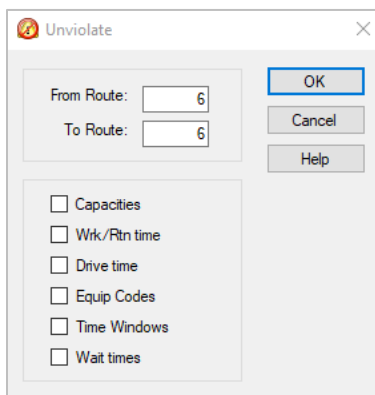 Unviolate
From Route: 6
To Route: 6
OK
Cancel
Help
Capacities
Wrk/Rtn time
Drive time
Equip Codes
Time Windows
Wait times